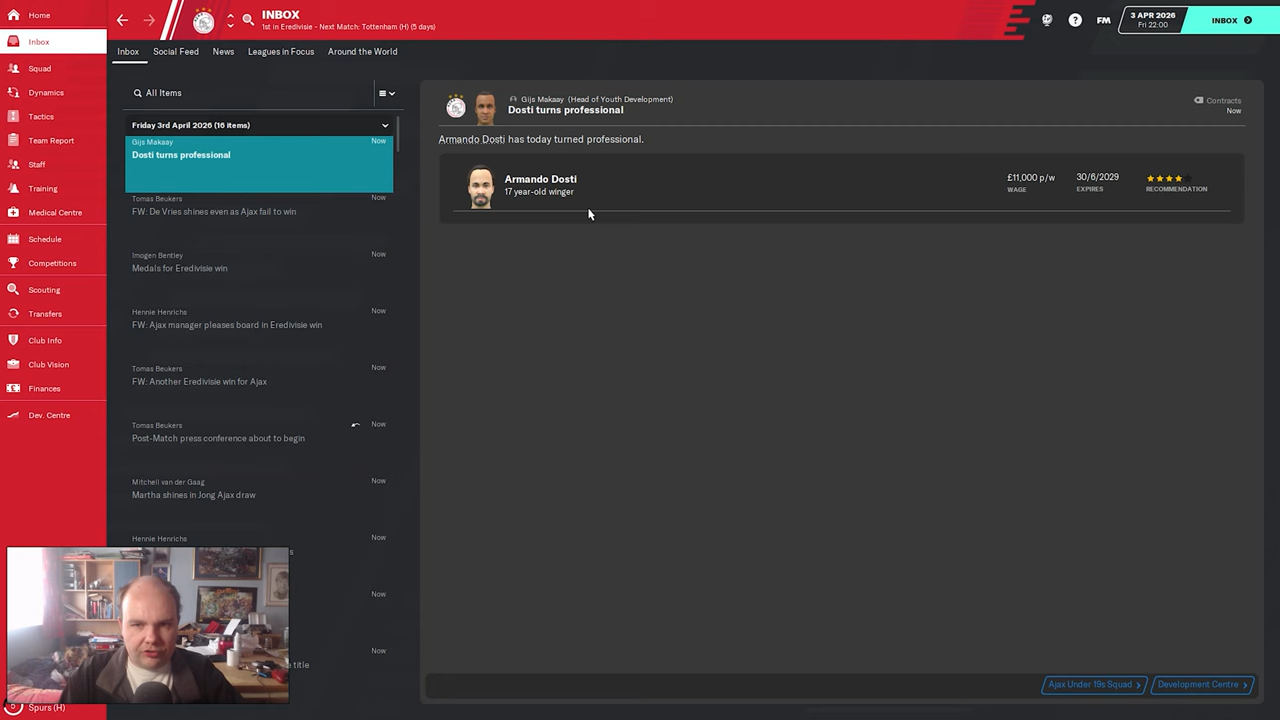 Home
Inbox
Squad
Dynamics
Tactics
Team Report
Staff
Training
Medical Centre
Schedule
Competitions
Scouting
Transfers
Club Info
Club Vision
Finances
Dev. Centre
Spurs (H)
INBOX
1st in Eredivisie - Next Match: Tottenham (H) (5 days)
FM
3 APR 2026
Fri 22:00
INBOX
Inbox
Social Feed
News
Leagues in Focus
Around the World
All Items
Friday 3rd April 2026 (16 items)
Gijs Makaay
Now
Dosti turns professional
Tomas Beukers
Now
FW: De Vries shines even as Ajax fail to win
Imogen Bentley
Now
Medals for Eredivisie win
Hennie Henrichs
Now
FW: Ajax manager pleases board in Eredivisie win
Tomas Beukers
Now
FW: Another Eredivisie win for Ajax
Tomas Beukers
Now
Post-Match press conference about to begin
Mitchell van der Gaag
Now
Martha shines in Jong Ajax draw
Hennie Henrichs
Now
Now
Now
title
Gijs Makaay (Head of Youth Development)
Dosti turns professional
Contracts
Now
Armando Dosti has today turned professional.
Armando Dosti
17 year-old winger
£11,000 p/w
WAGE
30/6/2029
EXPIRES
RECOMMENDATION
Ajax Under 19s Squad
Development Centre